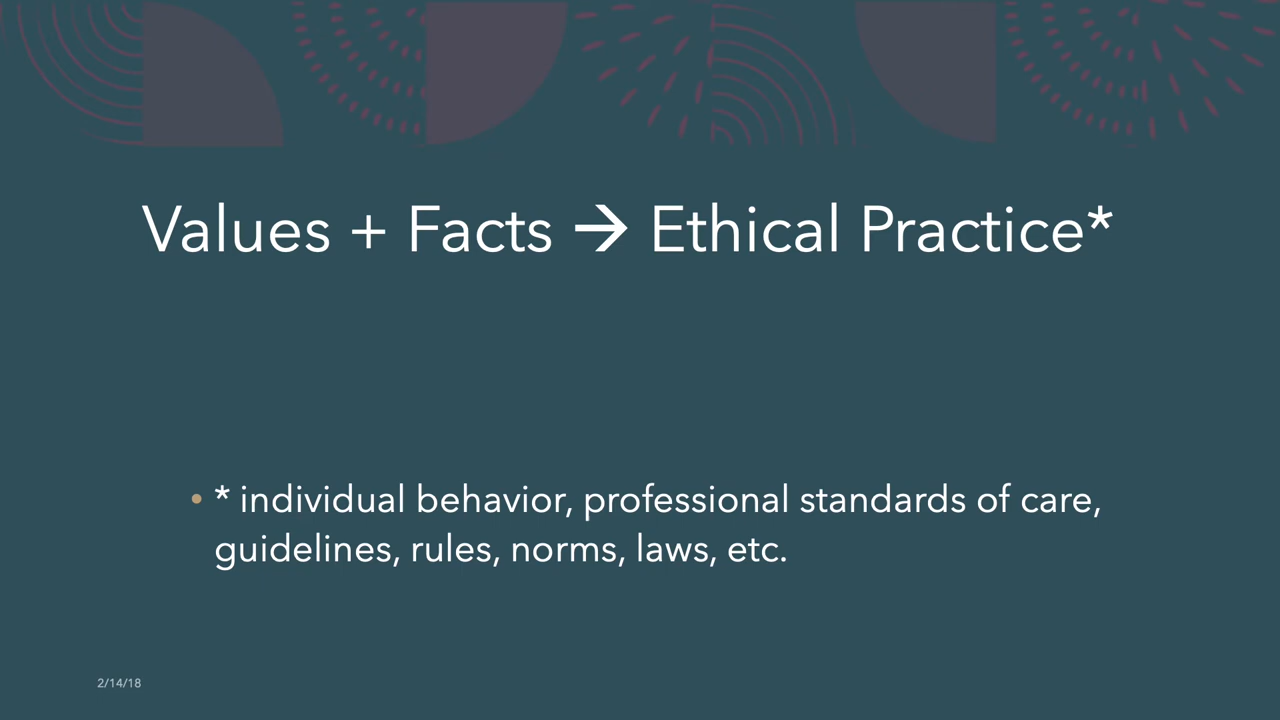 Values + Facts → Ethical Practice*
• * individual behavior, professional standards of care,
guidelines, rules, norms, laws, etc.
2/14/18